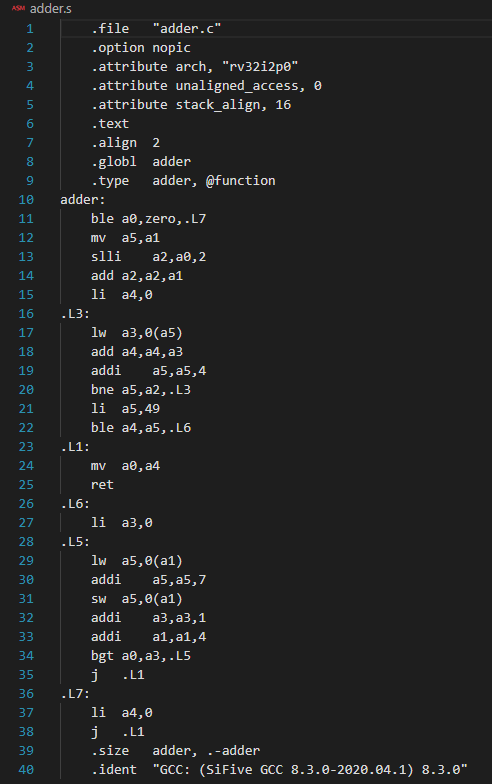 ASM adder.s
1 .file "adder.c"
2 .option nopic
3 .attribute arch, "rv32i2p0"
4 .attribute unaligned_access, 0
5 .attribute stack_align, 16
6 .text
7 .align 2
8 .globl adder
9 .type adder, @function
10 adder:
11 ble a0,zero,.L7
12 mv a5,a1
13 slli a2,a0,2
14 add a2,a2,a1
15 li a4,0
16 .L3:
17 lw a3,0(a5)
18 add a4,a4,a3
19 addi a5,a5,4
20 bne a5,a2,.L3
21 li a5,49
22 ble a4,a5,.L6
23 .L1:
24 mv a0,a4
25 ret
26 .L6:
27 li a3,0
28 .L5:
29 lw a5,0(a1)
30 addi a5,a5,7
31 sw a5,0(a1)
32 addi a3,a3,1
33 addi a1,a1,4
34 bgt a0,a3,.L5
35 j .L1
36 .L7:
37 li a4,0
38 j .L1
39 .size adder, .-adder
40 .ident "GCC: (SiFive GCC 8.3.0-2020.04.1) 8.3.0"